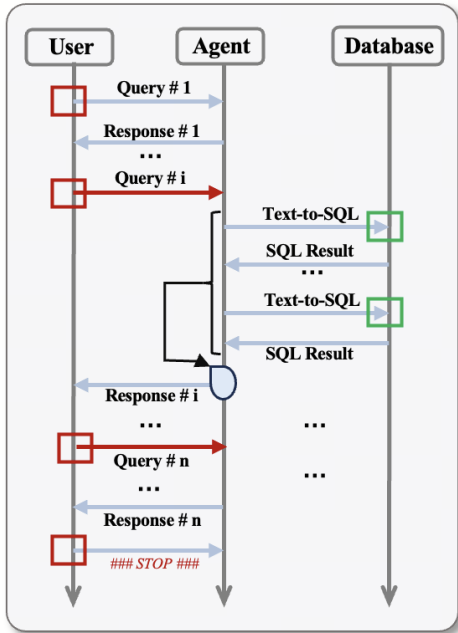 User Agent Database
Query # 1
Response # 1
...
Query # i
Text-to-SQL
SQL Result
...
Text-to-SQL
SQL Result
Response # i
... ...
Query # n
... ...
Response # n
### STOP ###